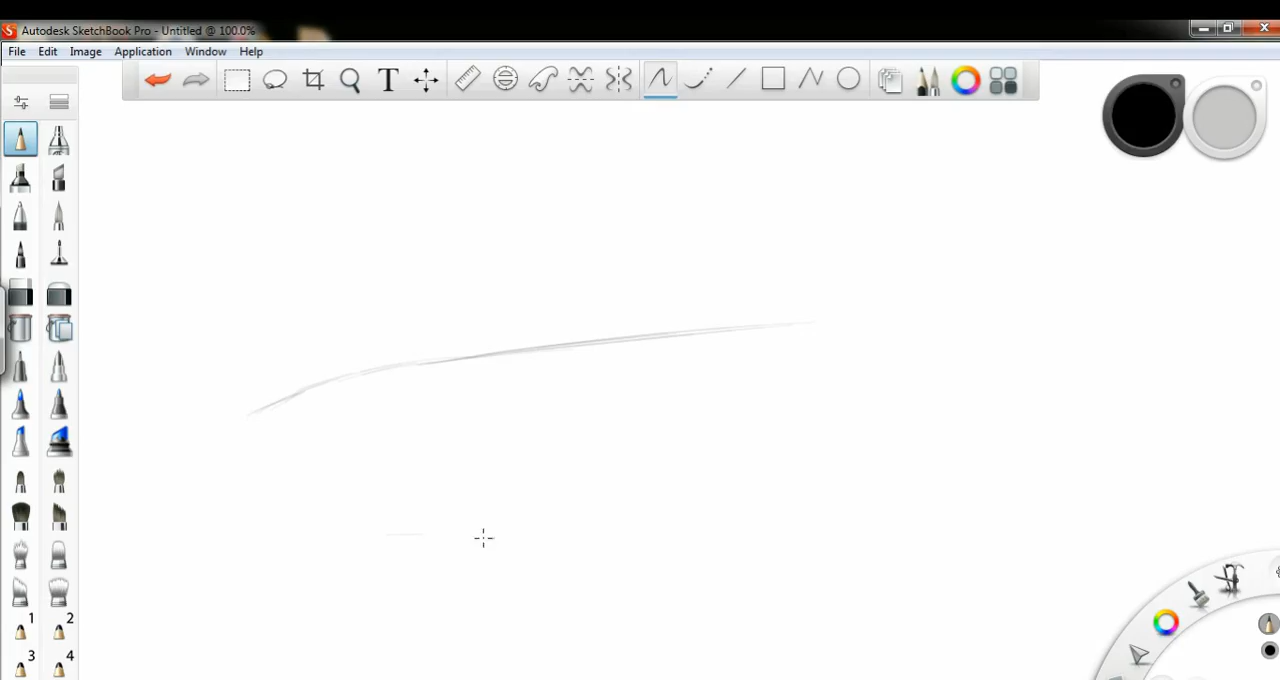 Autodesk SketchBook Pro - Untitled @ 100.0%
File Edit Image Application Window Help
T
1 2
3 4